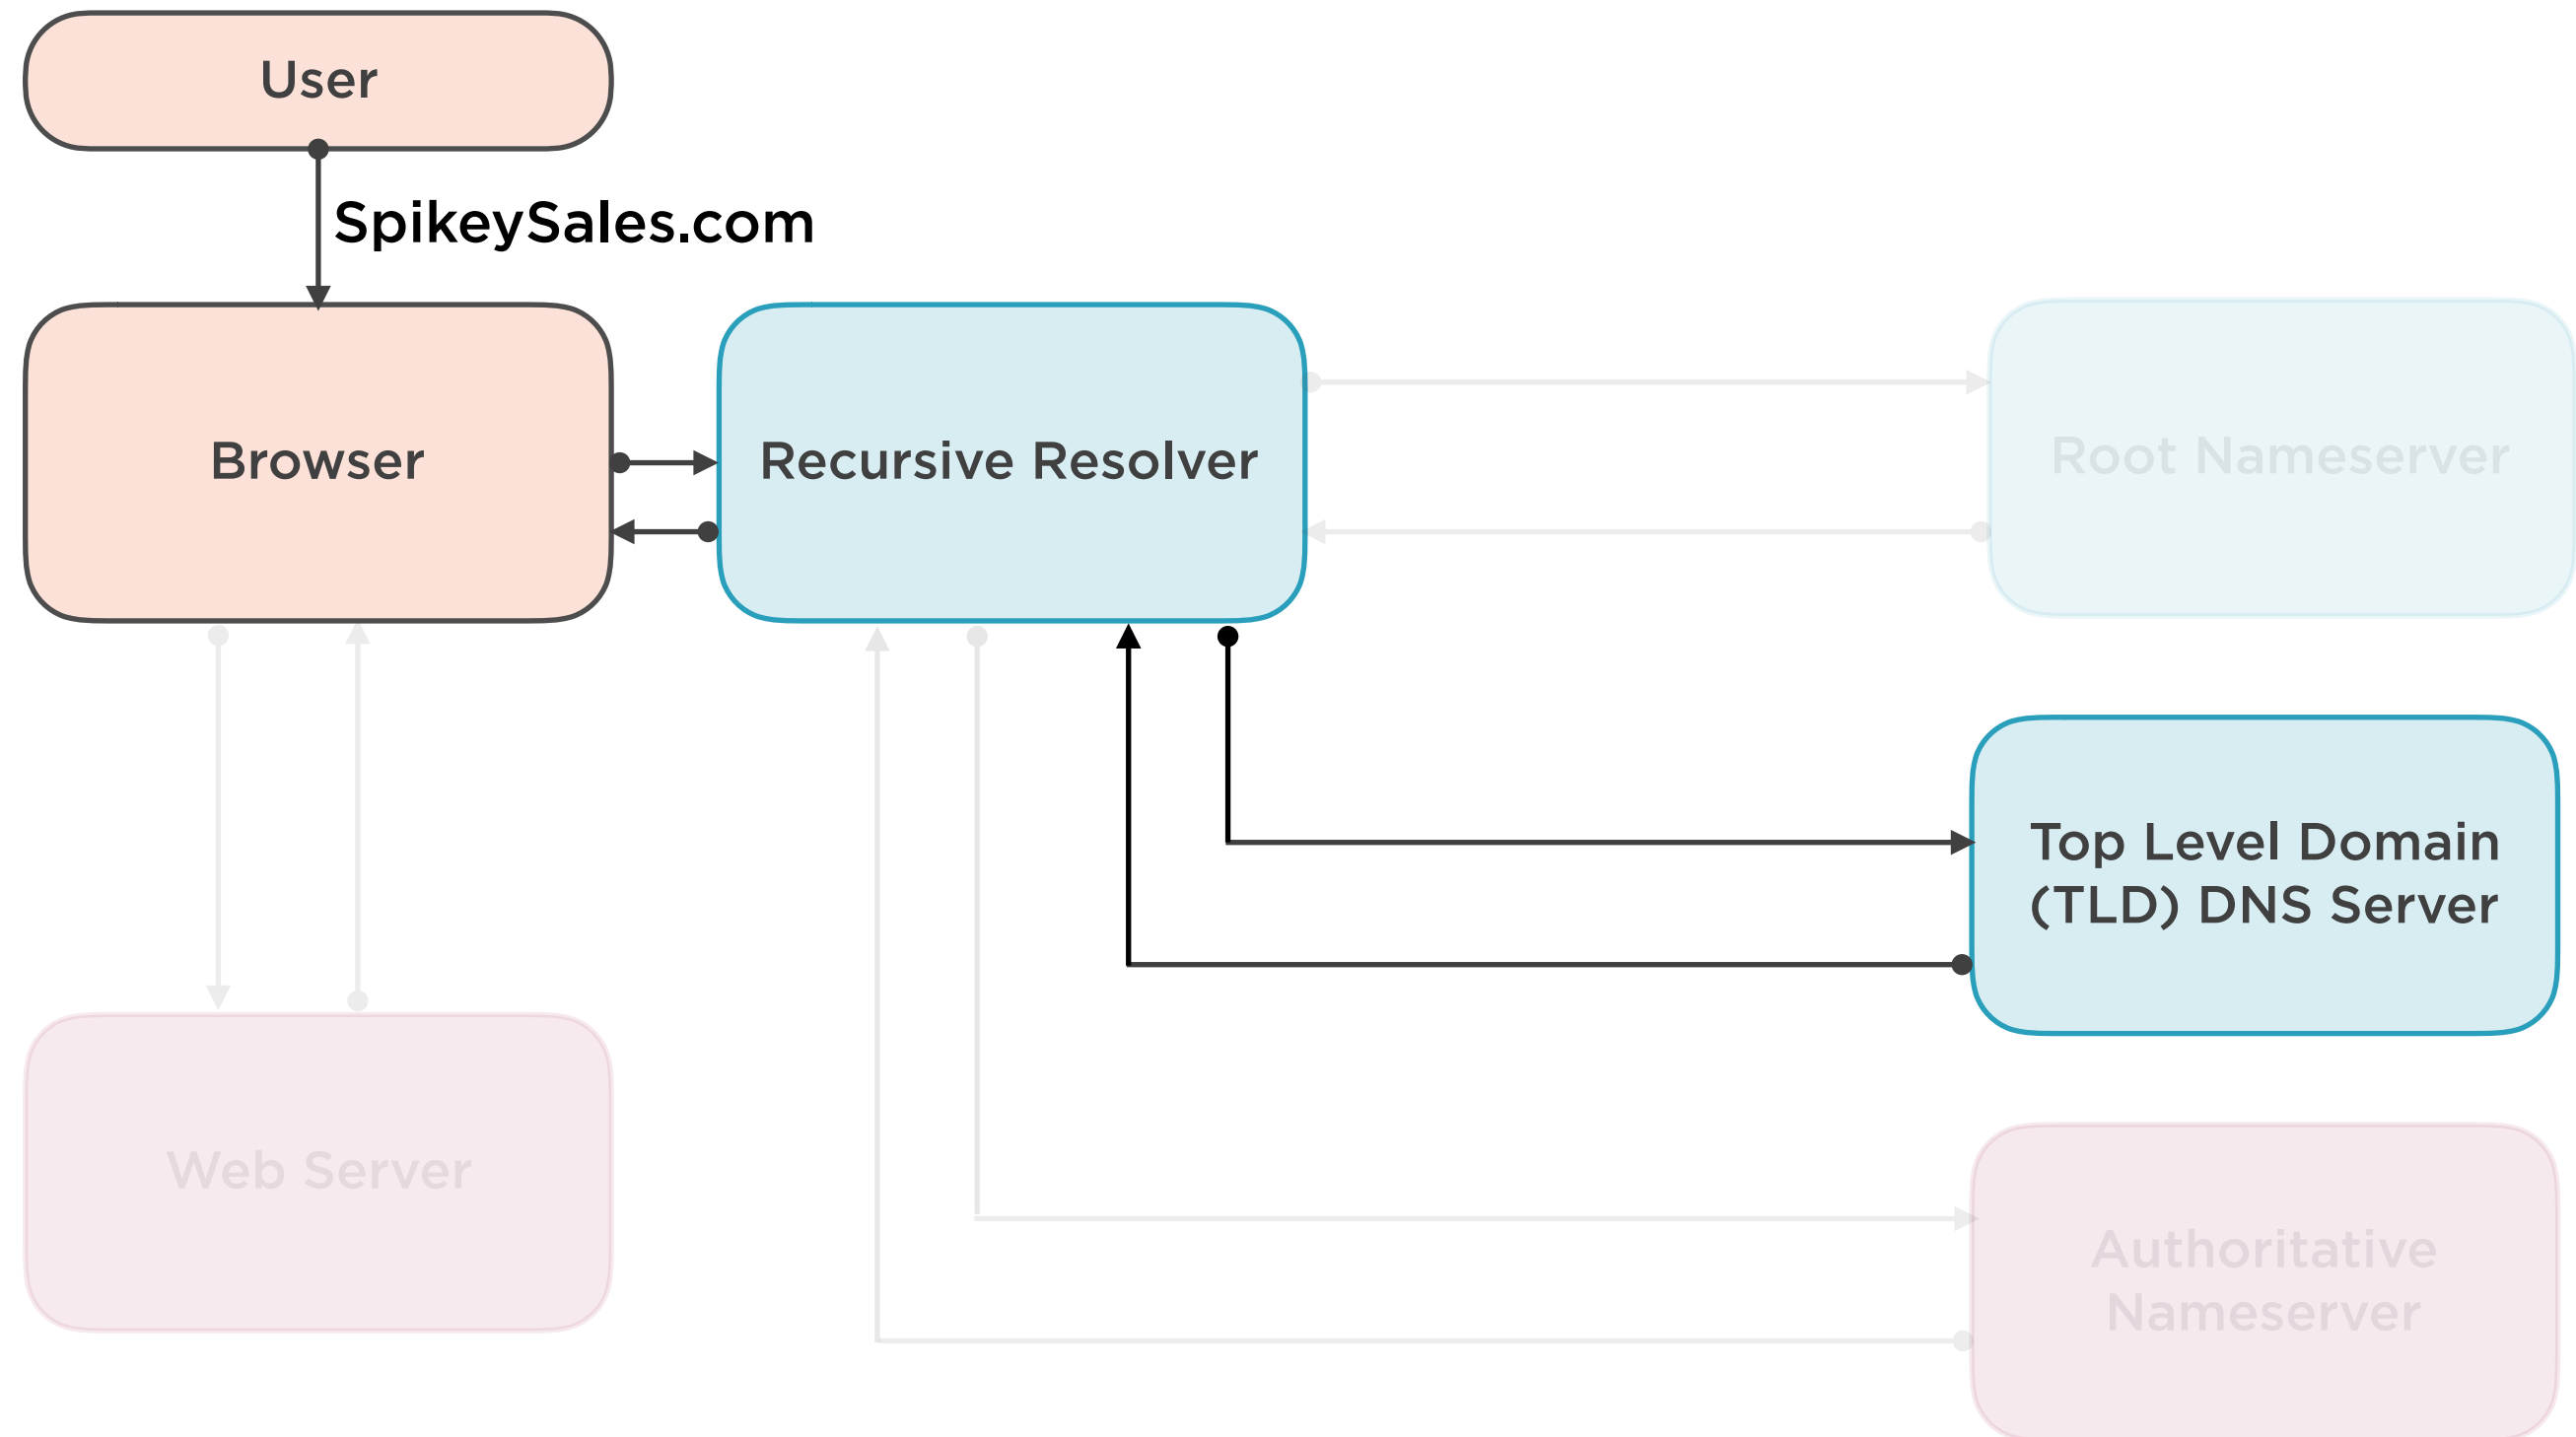 User
SpikeySales.com
Browser
Recursive Resolver
Root Nameserver
Top Level Domain
(TLD) DNS Server
Web Server
Authoritative
Nameserver